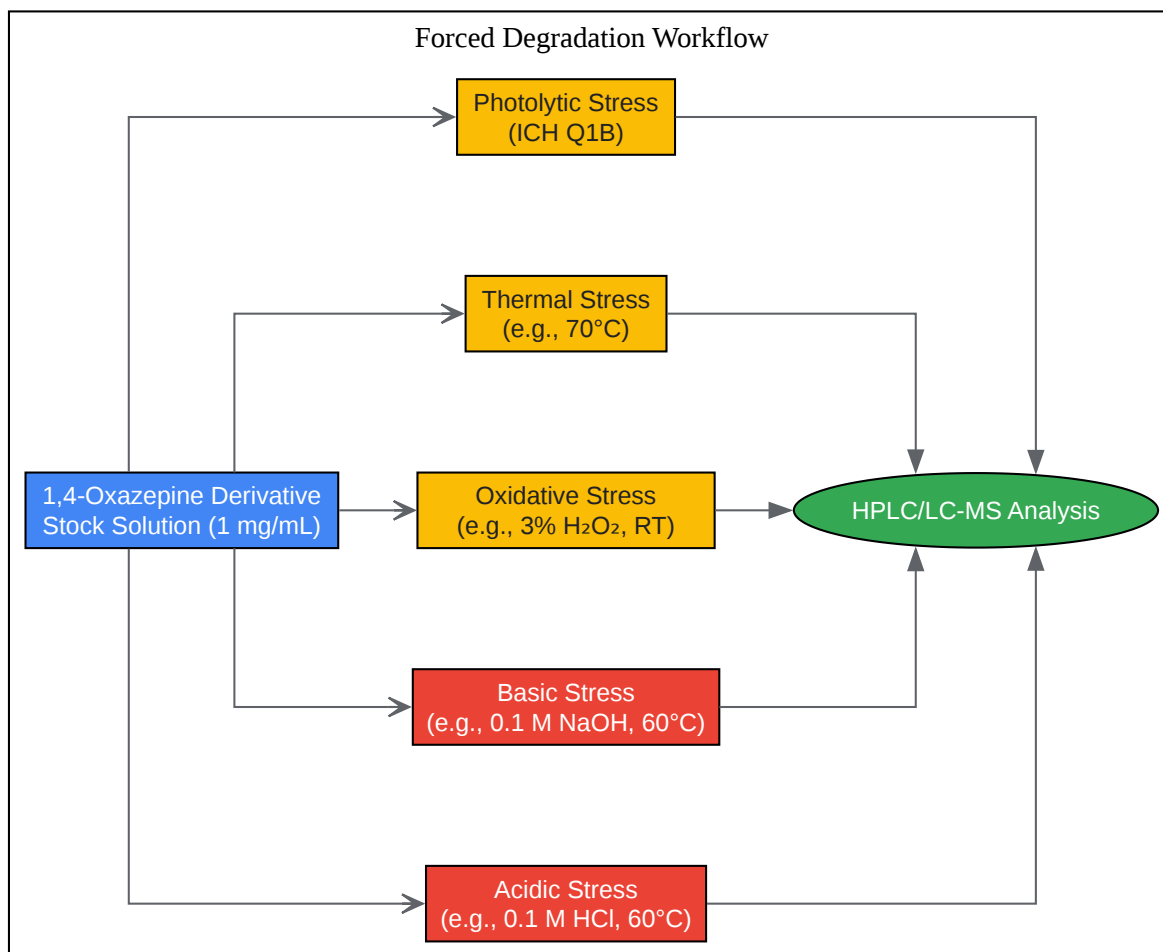 Forced Degradation Workflow
Photolytic Stress
(ICH Q1B)
Thermal Stress
(e.g., 70°C)
1,4-Oxazepine Derivative
Stock Solution (1 mg/mL)
Oxidative Stress
(e.g., 3% H₂O₂, RT)
HPLC/LC-MS Analysis
Basic Stress
(e.g., 0.1 M NaOH, 60°C)
Acidic Stress
(e.g., 0.1 M HCl, 60°C)